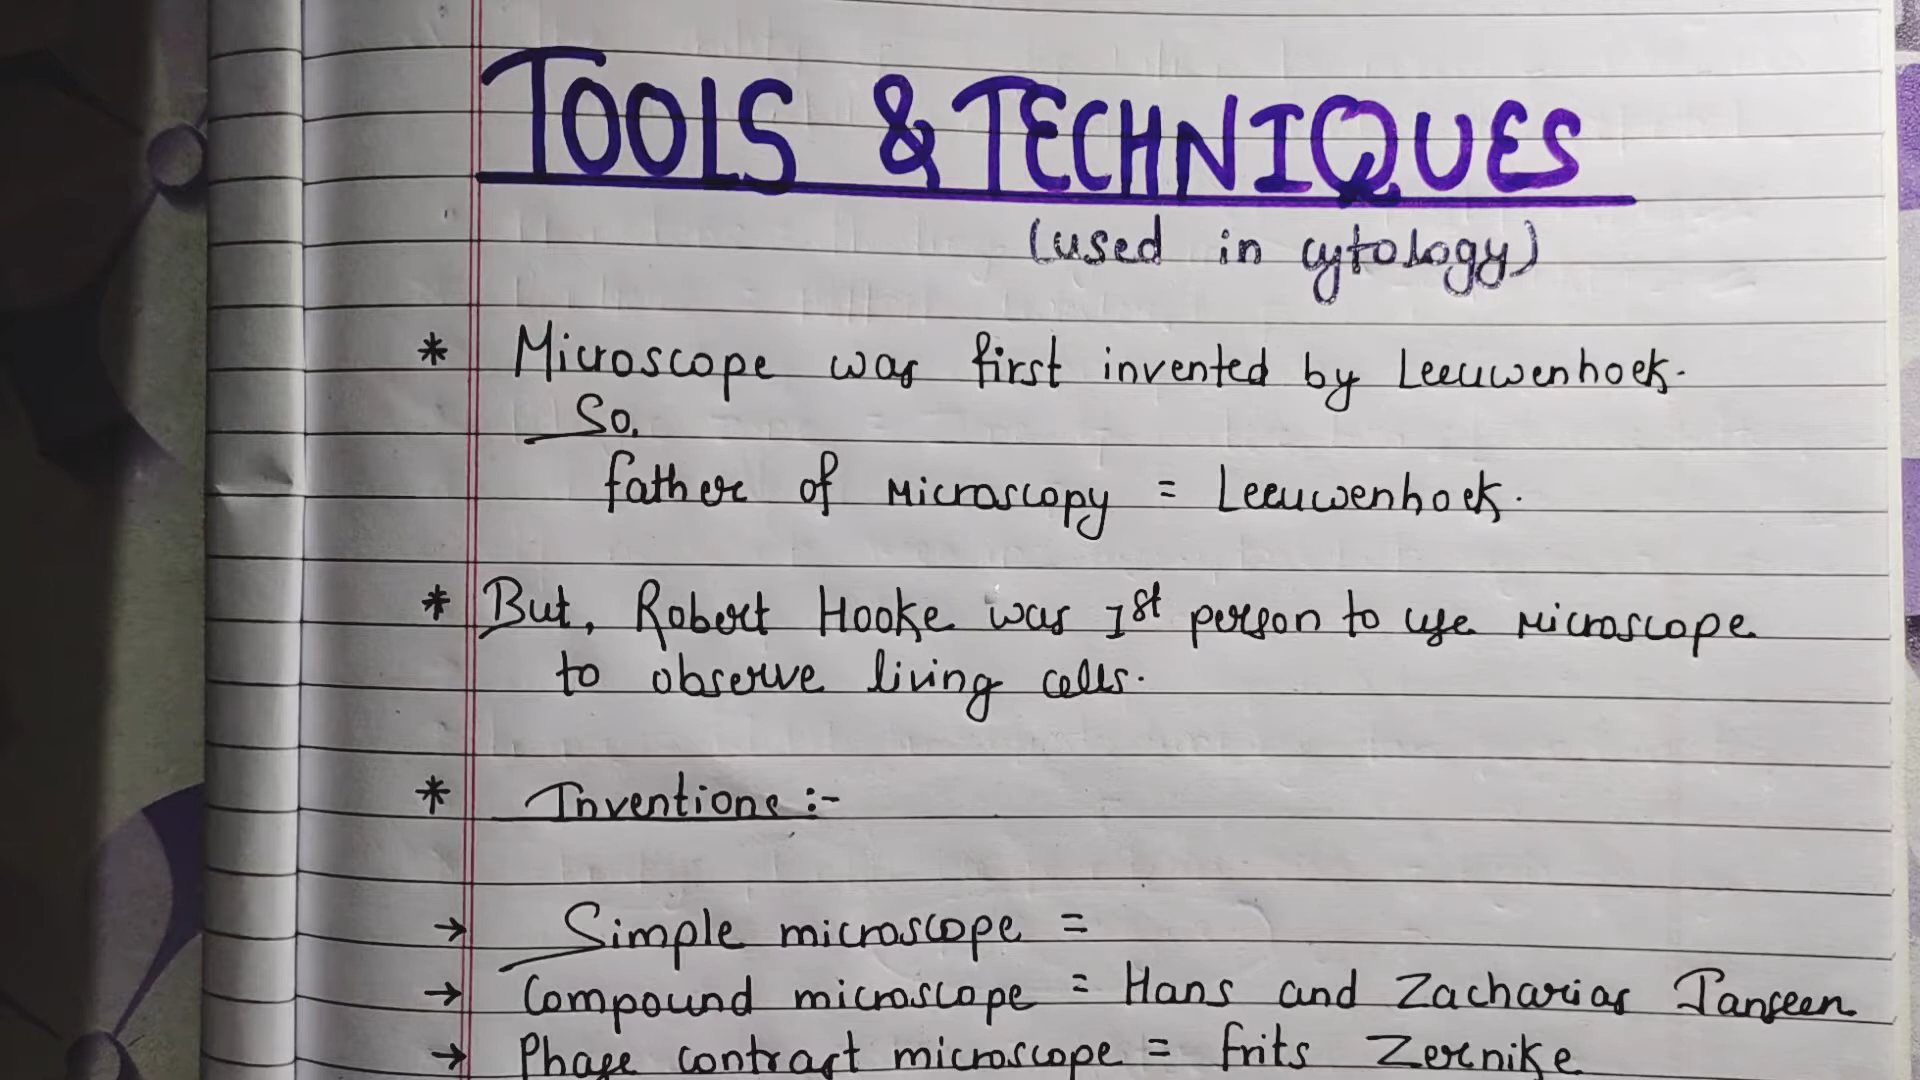 TOOLS & TECHNIQUES
(used in cytology)
* Microscope was first invented by Leeuwenhoek.
So,
father of Microscopy = Leeuwenhoek.
* But, Robert Hooke was 1st person to use Microscope
to observe living cells.
* Inventions :-
→ Simple microscope =
→ Compound microscope = Hans and Zacharias Janseen
→ Phase contrast microscope = Frits Zernike